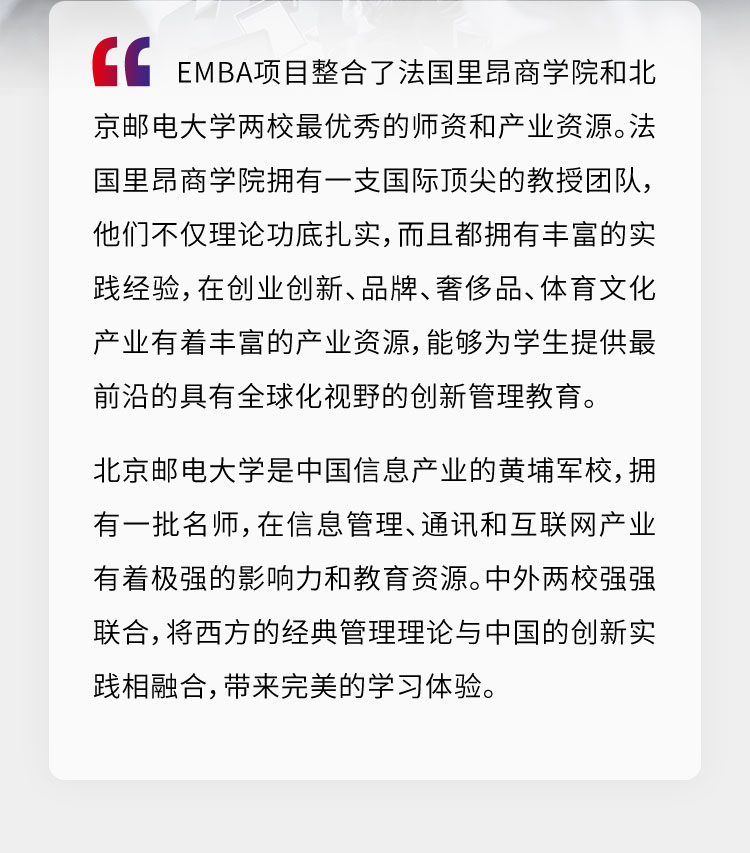 EMBA项目整合了法国里昂商学院和北
京邮电大学两校最优秀的师资和产业资源。法
国里昂商学院拥有一支国际顶尖的教授团队，
他们不仅理论功底扎实，而且都拥有丰富的实
践经验，在创业创新、品牌、奢侈品、体育文化
产业有着丰富的产业资源，能够为学生提供最
前沿的具有全球化视野的创新管理教育。
北京邮电大学是中国信息产业的黄埔军校，拥
有一批名师，在信息管理、通讯和互联网产业
有着极强的影响力和教育资源。中外两校强强
联合，将西方的经典管理理论与中国的创新实
践相融合，带来完美的学习体验。